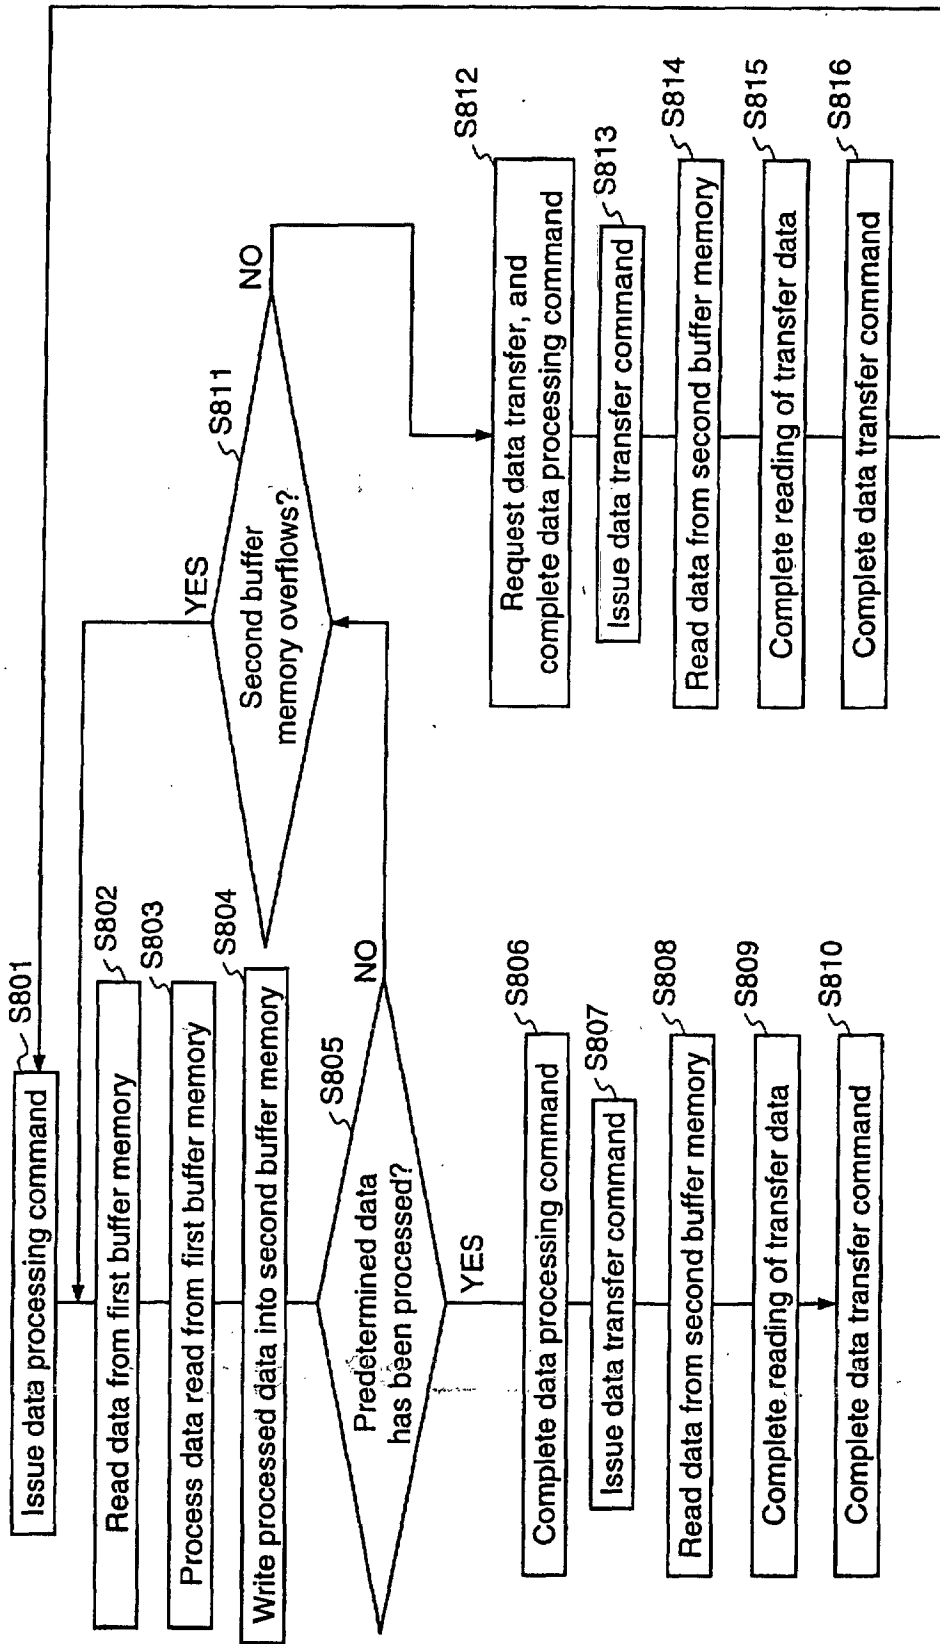 Issue data processing command
S801
Read data from first buffer memory
S802
Process data read from first buffer memory
S803
Write processed data into second buffer memory
S804
Predetermined data
has been processed?
S805
NO
YES
Complete data processing command
S806
Issue data transfer command
S807
Read data from second buffer memory
S808
Complete reading of transfer data
S809
Complete data transfer command
S810
Second buffer
memory overflows?
S811
YES
NO
Request data transfer, and
complete data processing command
S812
Issue data transfer command
S813
Read data from second buffer memory
S814
Complete reading of transfer data
S815
Complete data transfer command
S816